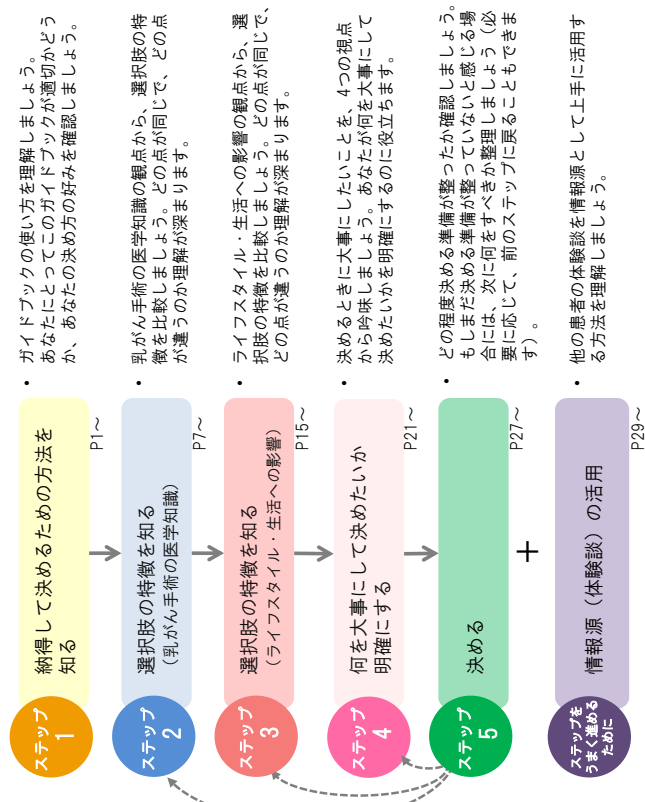 ステップ
1
納得して決めるための方法を
知る
P1～
・ ガイドブックの使い方を理解しましょう。
あなたにとってこのガイドブックが適切かどう
か、あなたの決め方の好みを確認しましょう。
ステップ
2
選択肢の特徴を知る
（乳がん手術の医学知識）
P7～
・ 乳がん手術の医学知識の観点から、選択肢の特
徴を比較しましょう。どの点が同じで、どの点
が違うのか理解が深まります。
ステップ
3
選択肢の特徴を知る
（ライフスタイル・生活への影響）
P15～
・ ライフスタイル・生活への影響の観点から、選
択肢の特徴を比較しましょう。どの点が同じで、
どの点が違うのか理解が深まります。
ステップ
4
何を大事にして決めたいか
明確にする
P21～
・ 決めるときに大事にしたいことを、4つの視点
から吟味しましょう。あなたが何を大事にして
決めたいかを明確にするのに役立ちます。
ステップ
5
決める
P27～
・ どの程度決める準備が整ったか確認しましょう。
もしまだ決める準備が整っていないと感じる場
合には、次に何をすべきか整理しましょう（必
要に応じて、前のステップに戻ることもできま
す）。
＋
ステップを
うまく進める
ために
情報源（体験談）の活用
P29～
・ 他の患者の体験談を情報源として上手に活用す
る方法を理解しましょう。